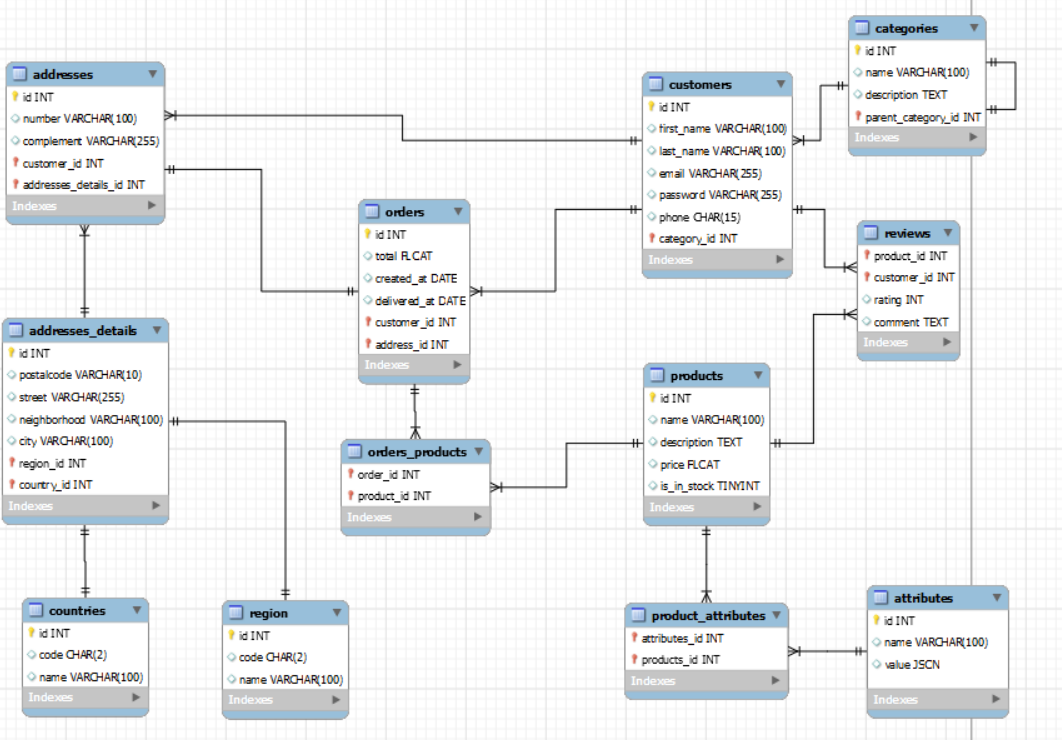 categories
id INT
name VARCHAR(100)
description TEXT
parent_category_id INT
Indexes
addresses
id INT
number VARCHAR(100)
complement VARCHAR(255)
customer_id INT
addresses_details_id INT
Indexes
customers
id INT
first_name VARCHAR(100)
last_name VARCHAR(100)
email VARCHAR(255)
password VARCHAR(255)
phone CHAR(15)
category_id INT
Indexes
orders
id INT
total FLOAT
created_at DATE
delivered_at DATE
customer_id INT
address_id INT
Indexes
reviews
product_id INT
customer_id INT
rating INT
comment TEXT
Indexes
addresses_details
id INT
postalcode VARCHAR(10)
street VARCHAR(255)
neighborhood VARCHAR(100)
city VARCHAR(100)
region_id INT
country_id INT
Indexes
products
id INT
name VARCHAR(100)
description TEXT
price FLOAT
is_in_stock TINYINT
Indexes
orders_products
order_id INT
product_id INT
Indexes
countries
id INT
code CHAR(2)
name VARCHAR(100)
Indexes
region
id INT
code CHAR(2)
name VARCHAR(100)
Indexes
product_attributes
attributes_id INT
products_id INT
Indexes
attributes
id INT
name VARCHAR(100)
value JSON
Indexes